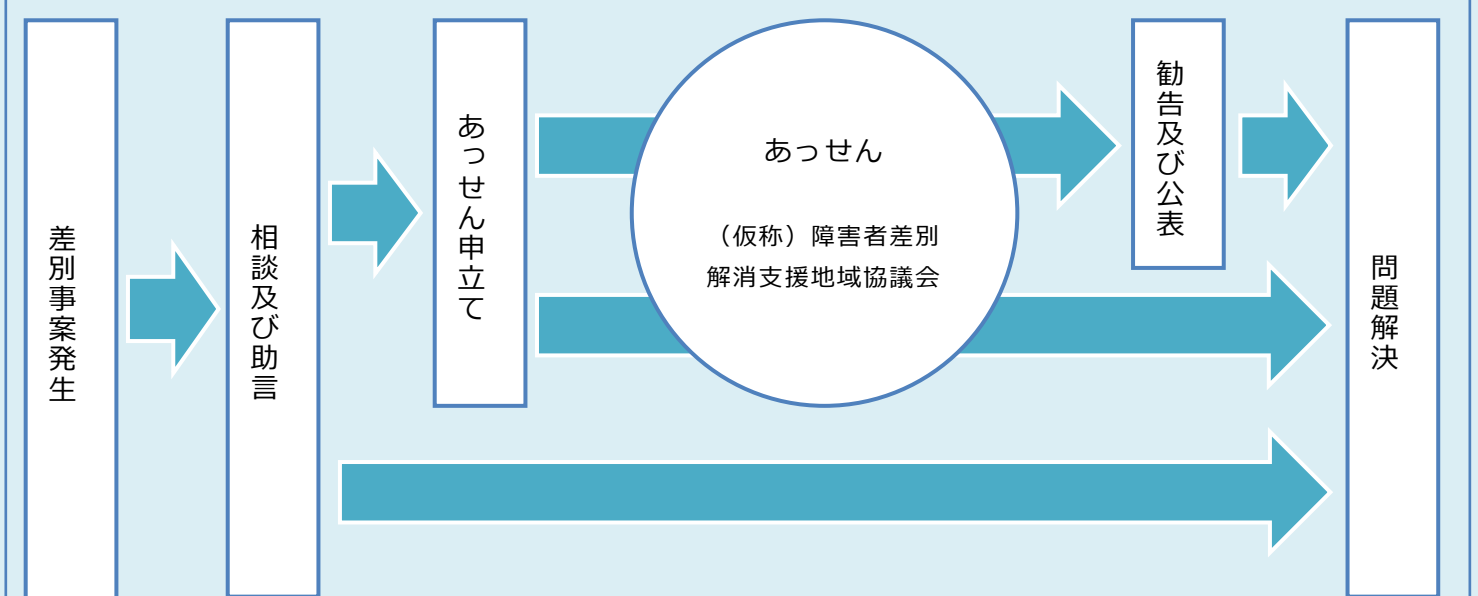 差別事案発生
相談及び助言
あっせん申立て
あっせん
（仮称）障害者差別
解消支援地域協議会
勧告及び公表
問題解決